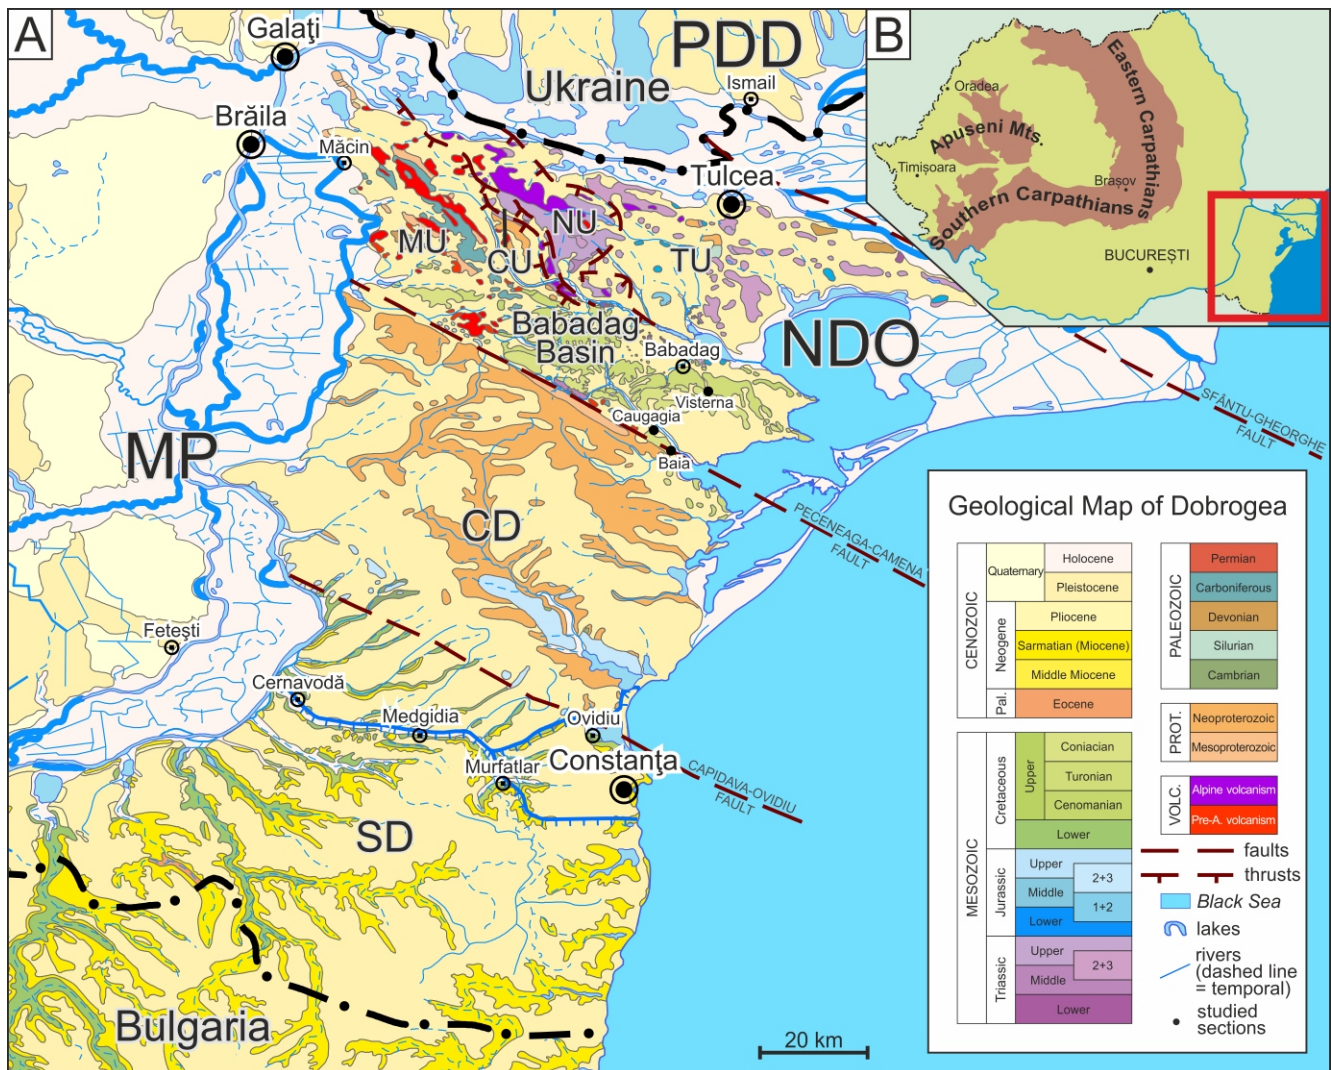 A
Galaţi
Brăila
Măcin
Ukraine
PDD
Ismail
Tulcea
MU
I
CU
NU
TU
Babadag
Basin
Babadag
Visterna
Caugagia
Baia
NDO
MP
CD
Feteşti
Cernavodă
Medgidia
Ovidiu
Murfatlar
Constanţa
SD
Bulgaria
SFÂNTU-GHEORGHE
FAULT
PECENEAGA-CAMENA
FAULT
CAPIDAVA-OVIDIU
FAULT
20 km
B
Oradea
Apuseni Mts.
Timișoara
Eastern Carpathians
Brașov
Southern Carpathians
BUCUREȘTI
Geological Map of Dobrogea
CENOZOIC
Quaternary
Holocene
Pleistocene
Neogene
Pliocene
Sarmatian (Miocene)
Middle Miocene
Pal.
Eocene
MESOZOIC
Cretaceous
Upper
Coniacian
Turonian
Cenomanian
Lower
Jurassic
Upper
2+3
Middle
1+2
Lower
Triassic
Upper
2+3
Middle
Lower
PALEOZOIC
Permian
Carboniferous
Devonian
Silurian
Cambrian
PROT.
Neoproterozoic
Mesoproterozoic
VOLC.
Alpine volcanism
Pre-A. volcanism
faults
thrusts
Black Sea
lakes
rivers
(dashed line
= temporal)
studied
sections